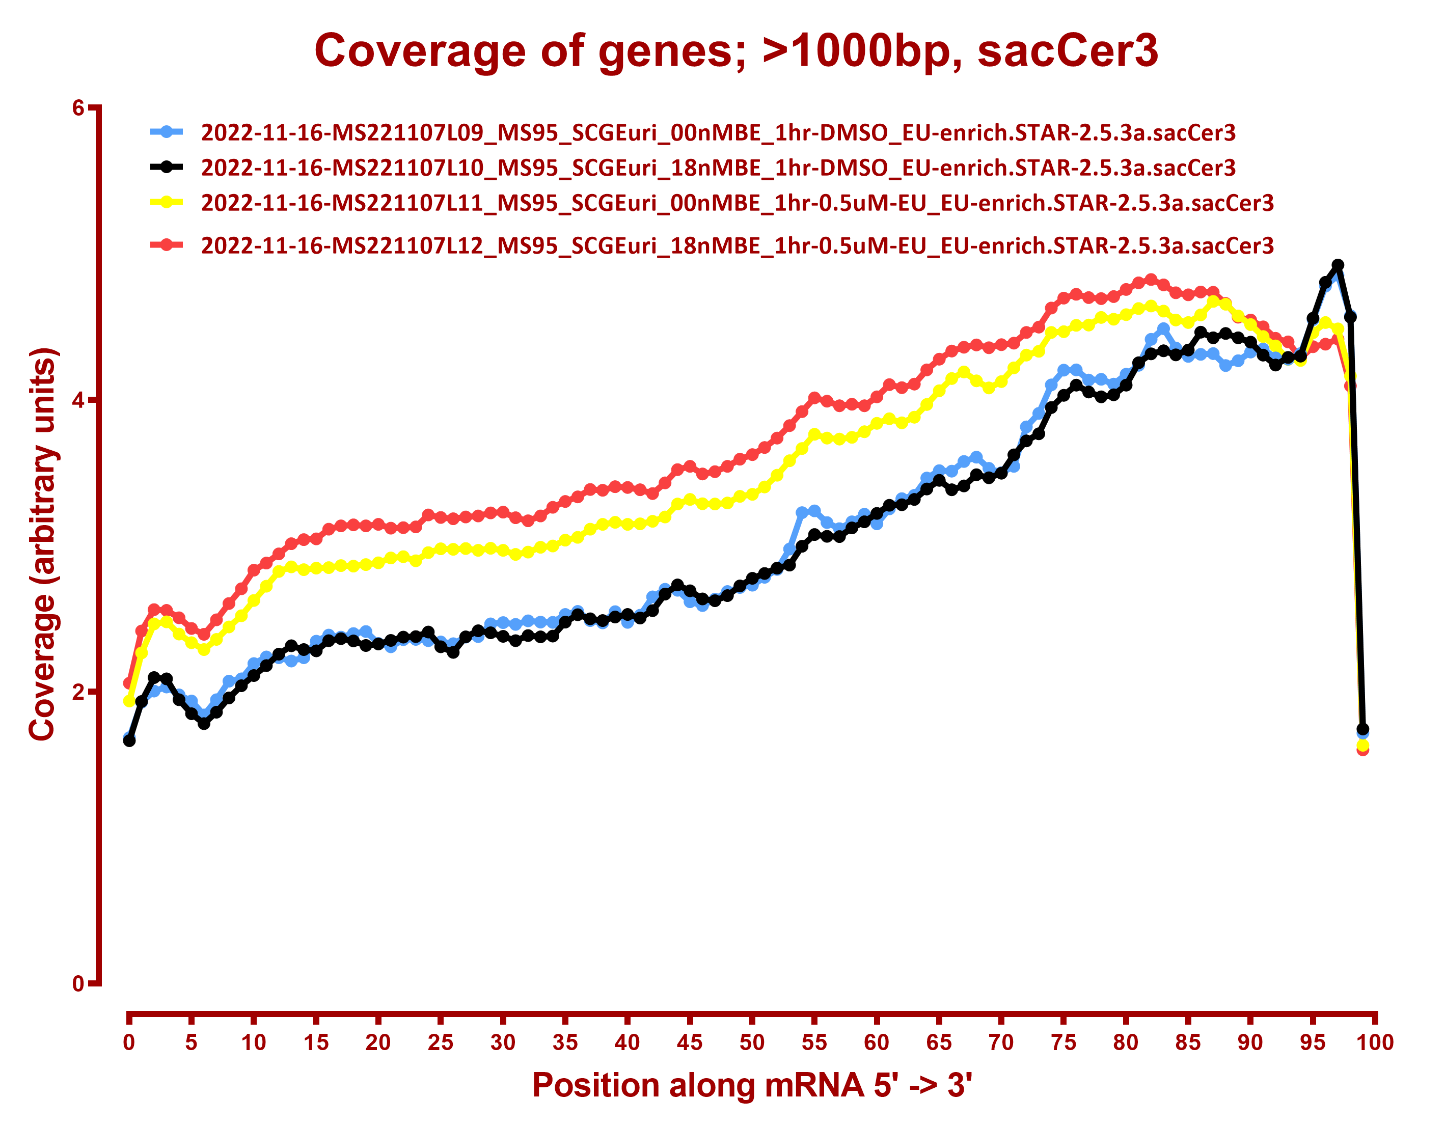 Coverage of genes; >1000bp, sacCer3
6
2022-11-16-MS221107L09_MS95_SCGEuri_00nMBE_1hr-DMSO_EU-enrich.STAR-2.5.3a.sacCer3
2022-11-16-MS221107L10_MS95_SCGEuri_18nMBE_1hr-DMSO_EU-enrich.STAR-2.5.3a.sacCer3
2022-11-16-MS221107L11_MS95_SCGEuri_00nMBE_1hr-0.5uM-EU_EU-enrich.STAR-2.5.3a.sacCer3
2022-11-16-MS221107L12_MS95_SCGEuri_18nMBE_1hr-0.5uM-EU_EU-enrich.STAR-2.5.3a.sacCer3
4
2
0
Coverage (arbitrary units)
0 5 10 15 20 25 30 35 40 45 50 55 60 65 70 75 80 85 90 95 100
Position along mRNA 5' -> 3'